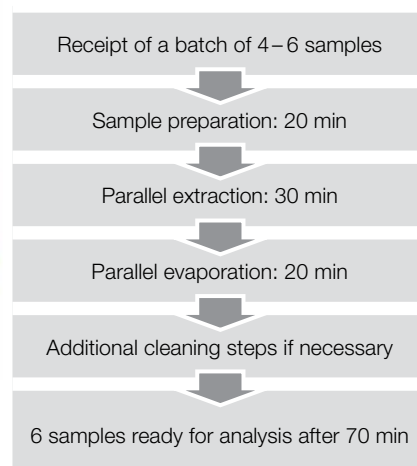 Receipt of a batch of 4–6 samples
Sample preparation: 20 min
Parallel extraction: 30 min
Parallel evaporation: 20 min
Additional cleaning steps if necessary
6 samples ready for analysis after 70 min